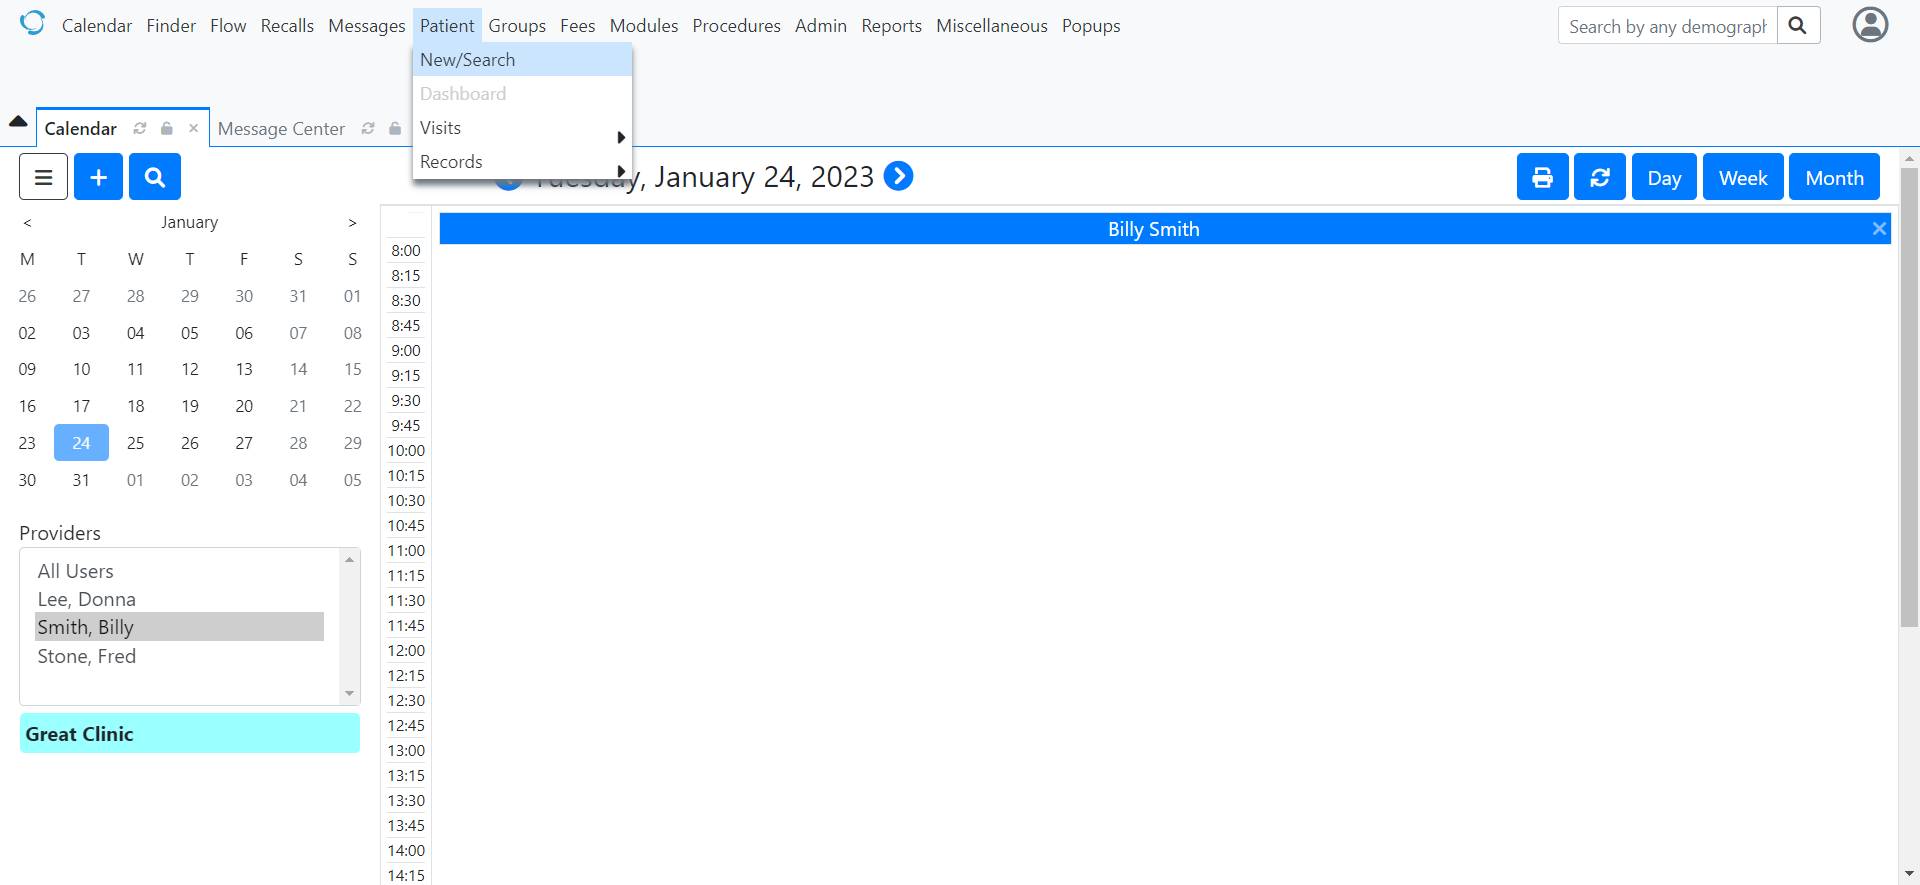 Calendar Finder Flow Recalls Messages Patient Groups Fees Modules Procedures Admin Reports Miscellaneous Popups
Search by any demograph
New/Search
Dashboard
Visits
Records
Calendar
Message Center
Tuesday, January 24, 2023
Day Week Month
< January >
M T W T F S S
26 27 28 29 30 31 01
02 03 04 05 06 07 08
09 10 11 12 13 14 15
16 17 18 19 20 21 22
23 24 25 26 27 28 29
30 31 01 02 03 04 05
Providers
All Users
Lee, Donna
Smith, Billy
Stone, Fred
Great Clinic
Billy Smith
8:00
8:15
8:30
8:45
9:00
9:15
9:30
9:45
10:00
10:15
10:30
10:45
11:00
11:15
11:30
11:45
12:00
12:15
12:30
12:45
13:00
13:15
13:30
13:45
14:00
14:15